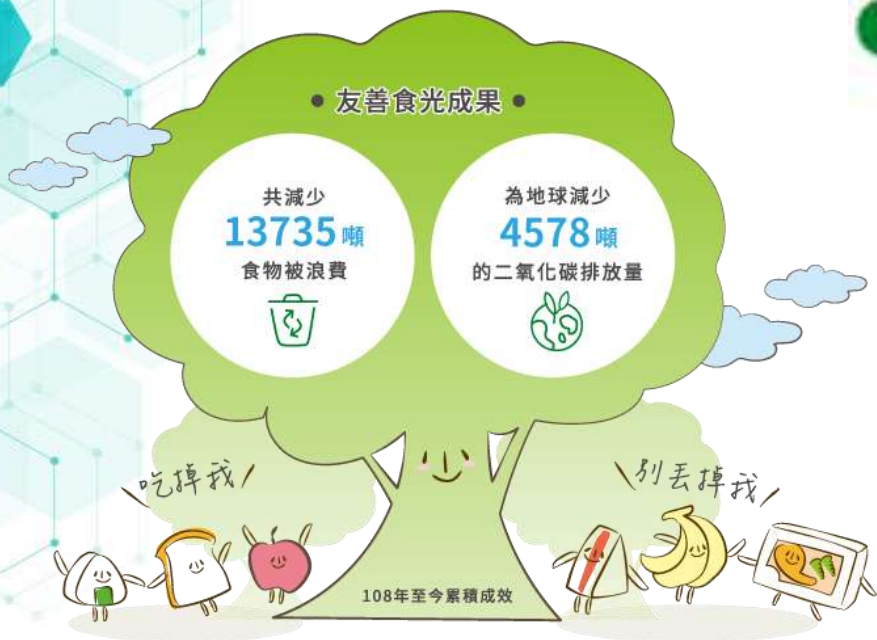 • 友善食光成果 •
共減少
13735噸
食物被浪費
為地球減少
4578噸
的二氧化碳排放量
吃掉我
別丟掉我
108年至今累積成效